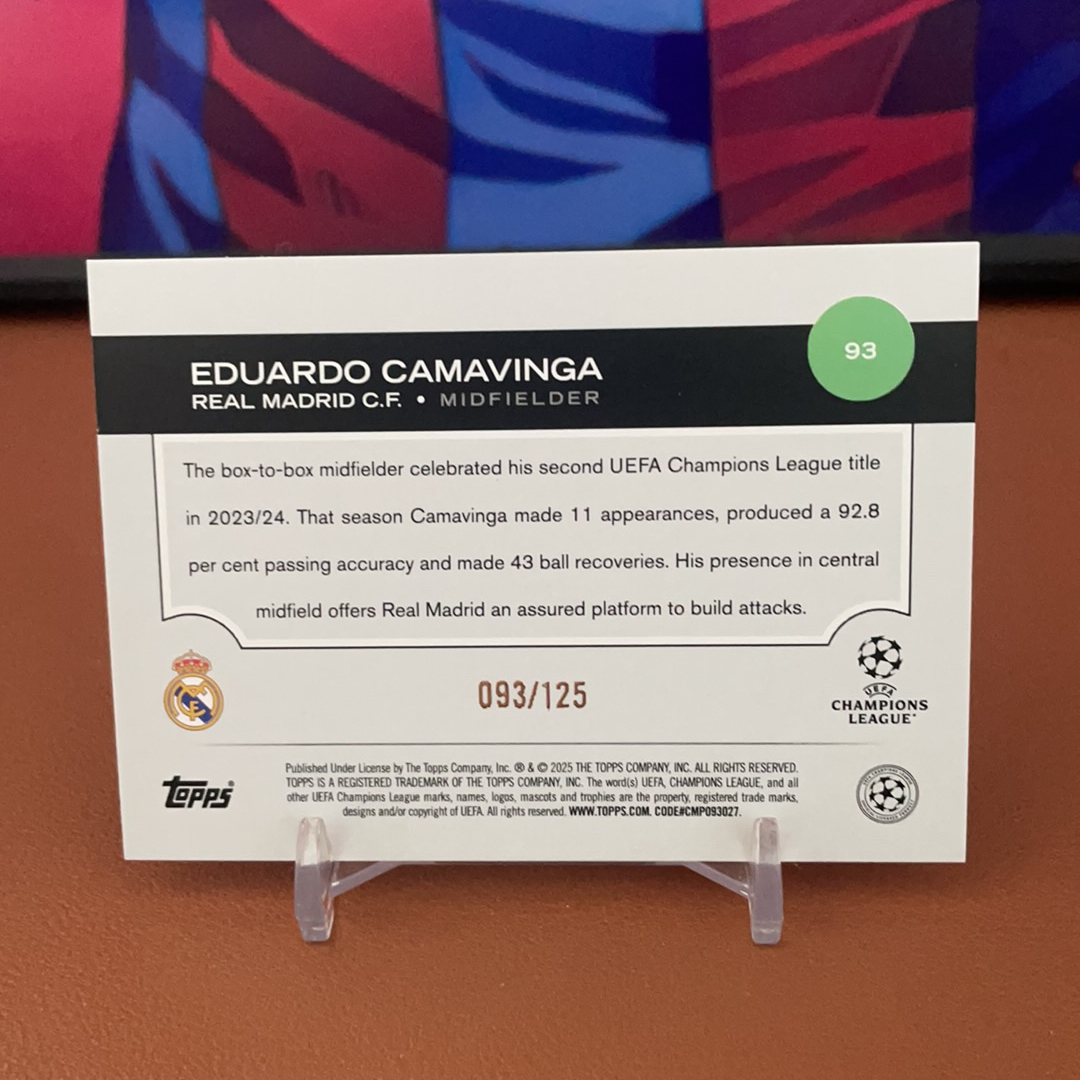 93
EDUARDO CAMAVINGA
REAL MADRID C.F. • MIDFIELDER
The box-to-box midfielder celebrated his second UEFA Champions League title
in 2023/24. That season Camavinga made 11 appearances, produced a 92.8
per cent passing accuracy and made 43 ball recoveries. His presence in central
midfield offers Real Madrid an assured platform to build attacks.
093/125
UEFA
CHAMPIONS
LEAGUE®
topps®
Published Under License by The Topps Company, Inc. ® & © 2025 THE TOPPS COMPANY, INC. ALL RIGHTS RESERVED.
TOPPS IS A REGISTERED TRADEMARK OF THE TOPPS COMPANY, INC. The word(s) UEFA, CHAMPIONS LEAGUE, and all
other UEFA Champions League marks, names, logos, mascots and trophies are the property, registered trade marks,
designs and/or copyright of UEFA. All rights reserved. WWW.TOPPS.COM. CODE#CMP093027.